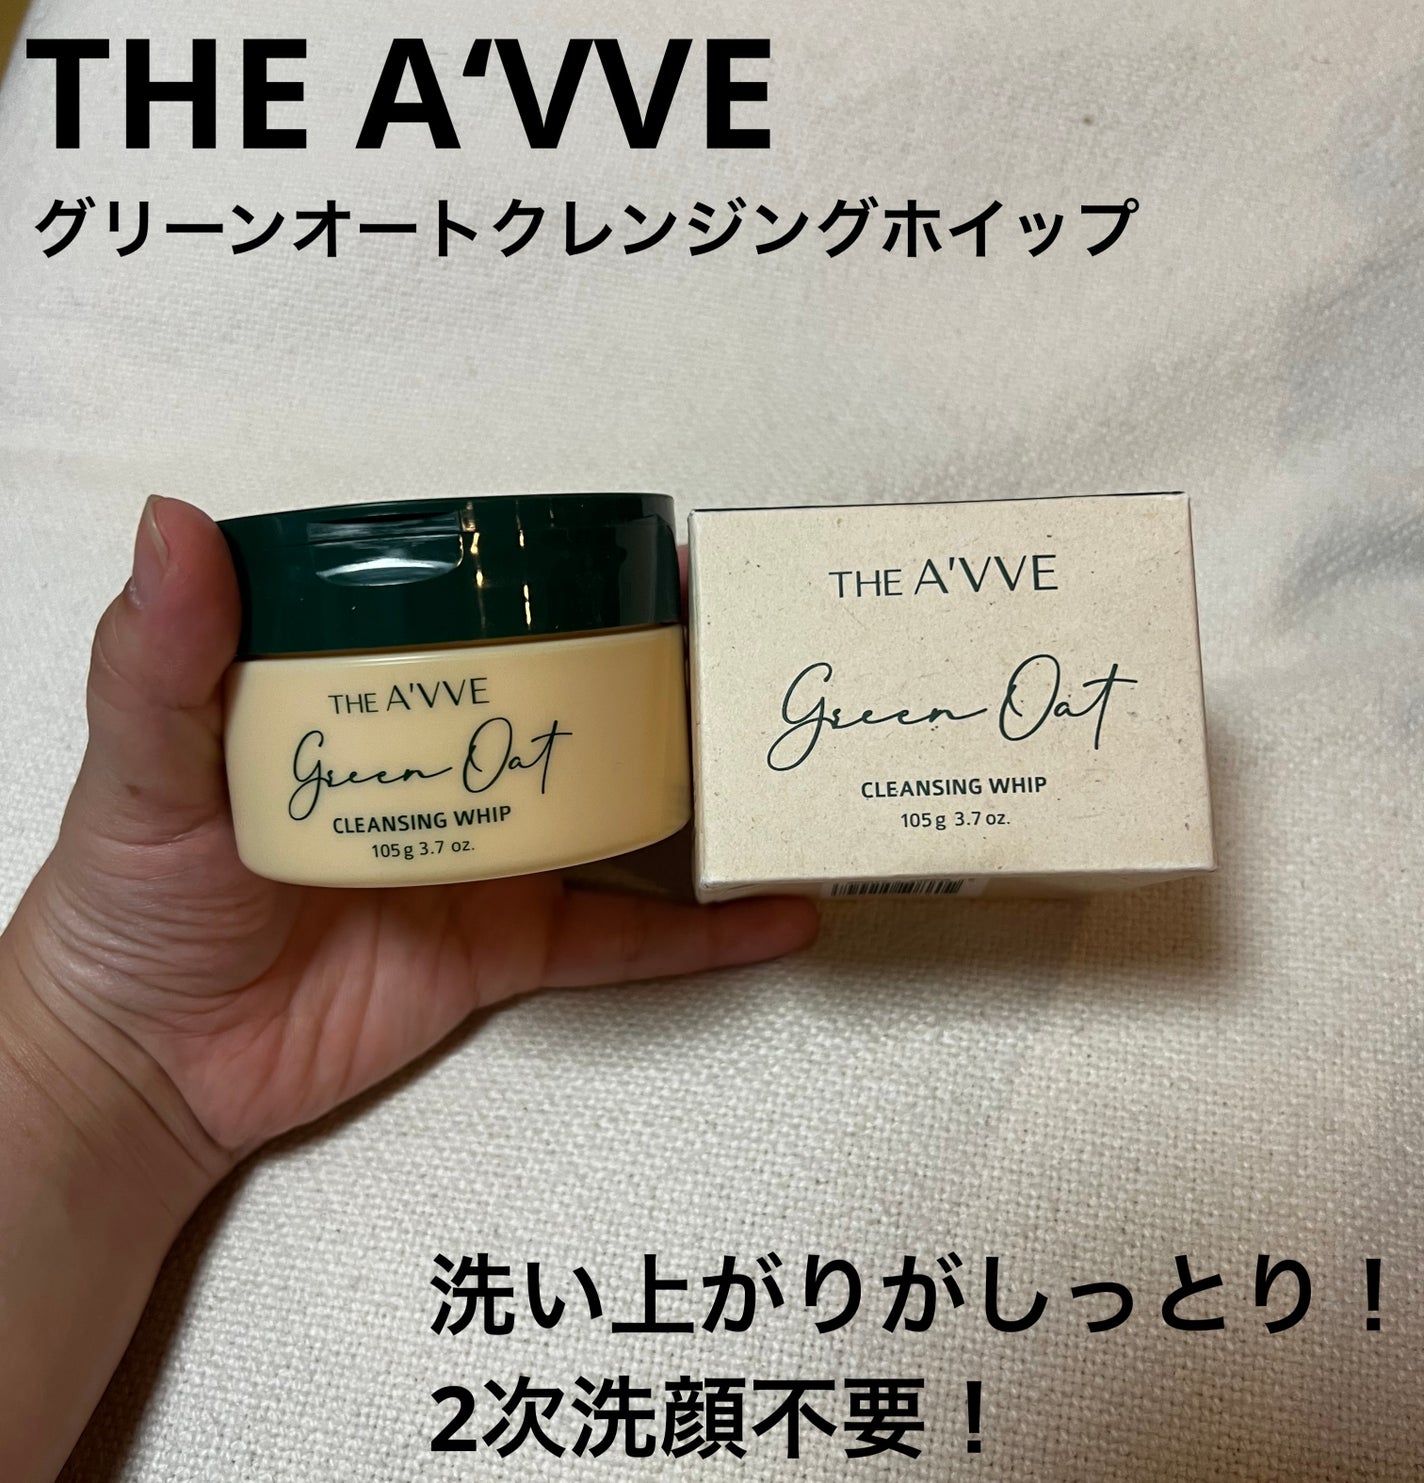 THE A‘VVE
グリーンオートクレンジングホイップ
THE A'VVE
Green Oat
CLEANSING WHIP
105g 3.7 oz.
THE A'VVE
Green Oat
CLEANSING WHIP
105g 3.7 oz.
洗い上がりがしっとり！
2次洗顔不要！